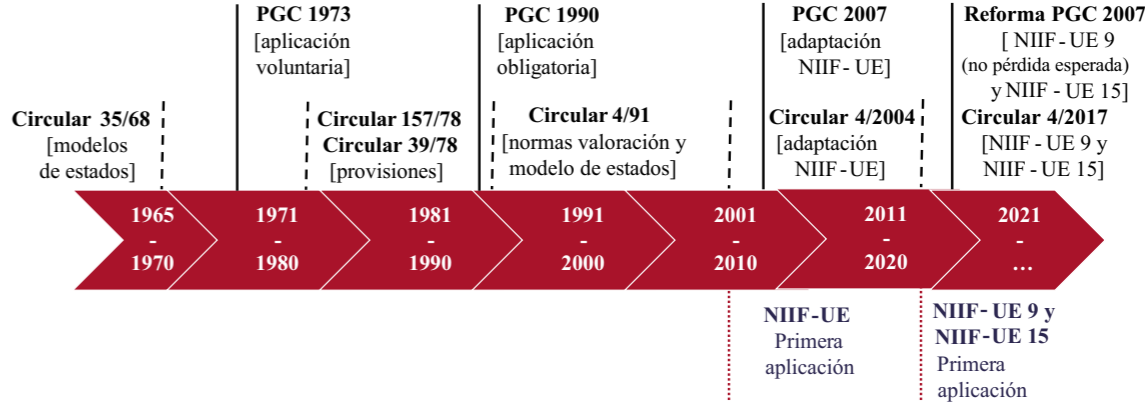 PGC 1973
[aplicación
voluntaria]
PGC 1990
[aplicación
obligatoria]
PGC 2007
[adaptación
NIIF- UE]
Reforma PGC 2007
[ NIIF- UE 9
(no pérdida esperada)
y NIIF - UE 15]
Circular 35/68
[modelos
de estados]
Circular 157/78
Circular 39/78
[provisiones]
Circular 4/91
[normas valoración y
modelo de estados]
Circular 4/2004
[adaptación
NIIF-UE]
Circular 4/2017
[NIIF - UE 9 y
NIIF - UE 15]
1965
-
1970
1971
-
1980
1981
-
1990
1991
-
2000
2001
-
2010
2011
-
2020
2021
-
...
NIIF-UE
Primera
aplicación
NIIF- UE 9 y
NIIF-UE 15
Primera
aplicación